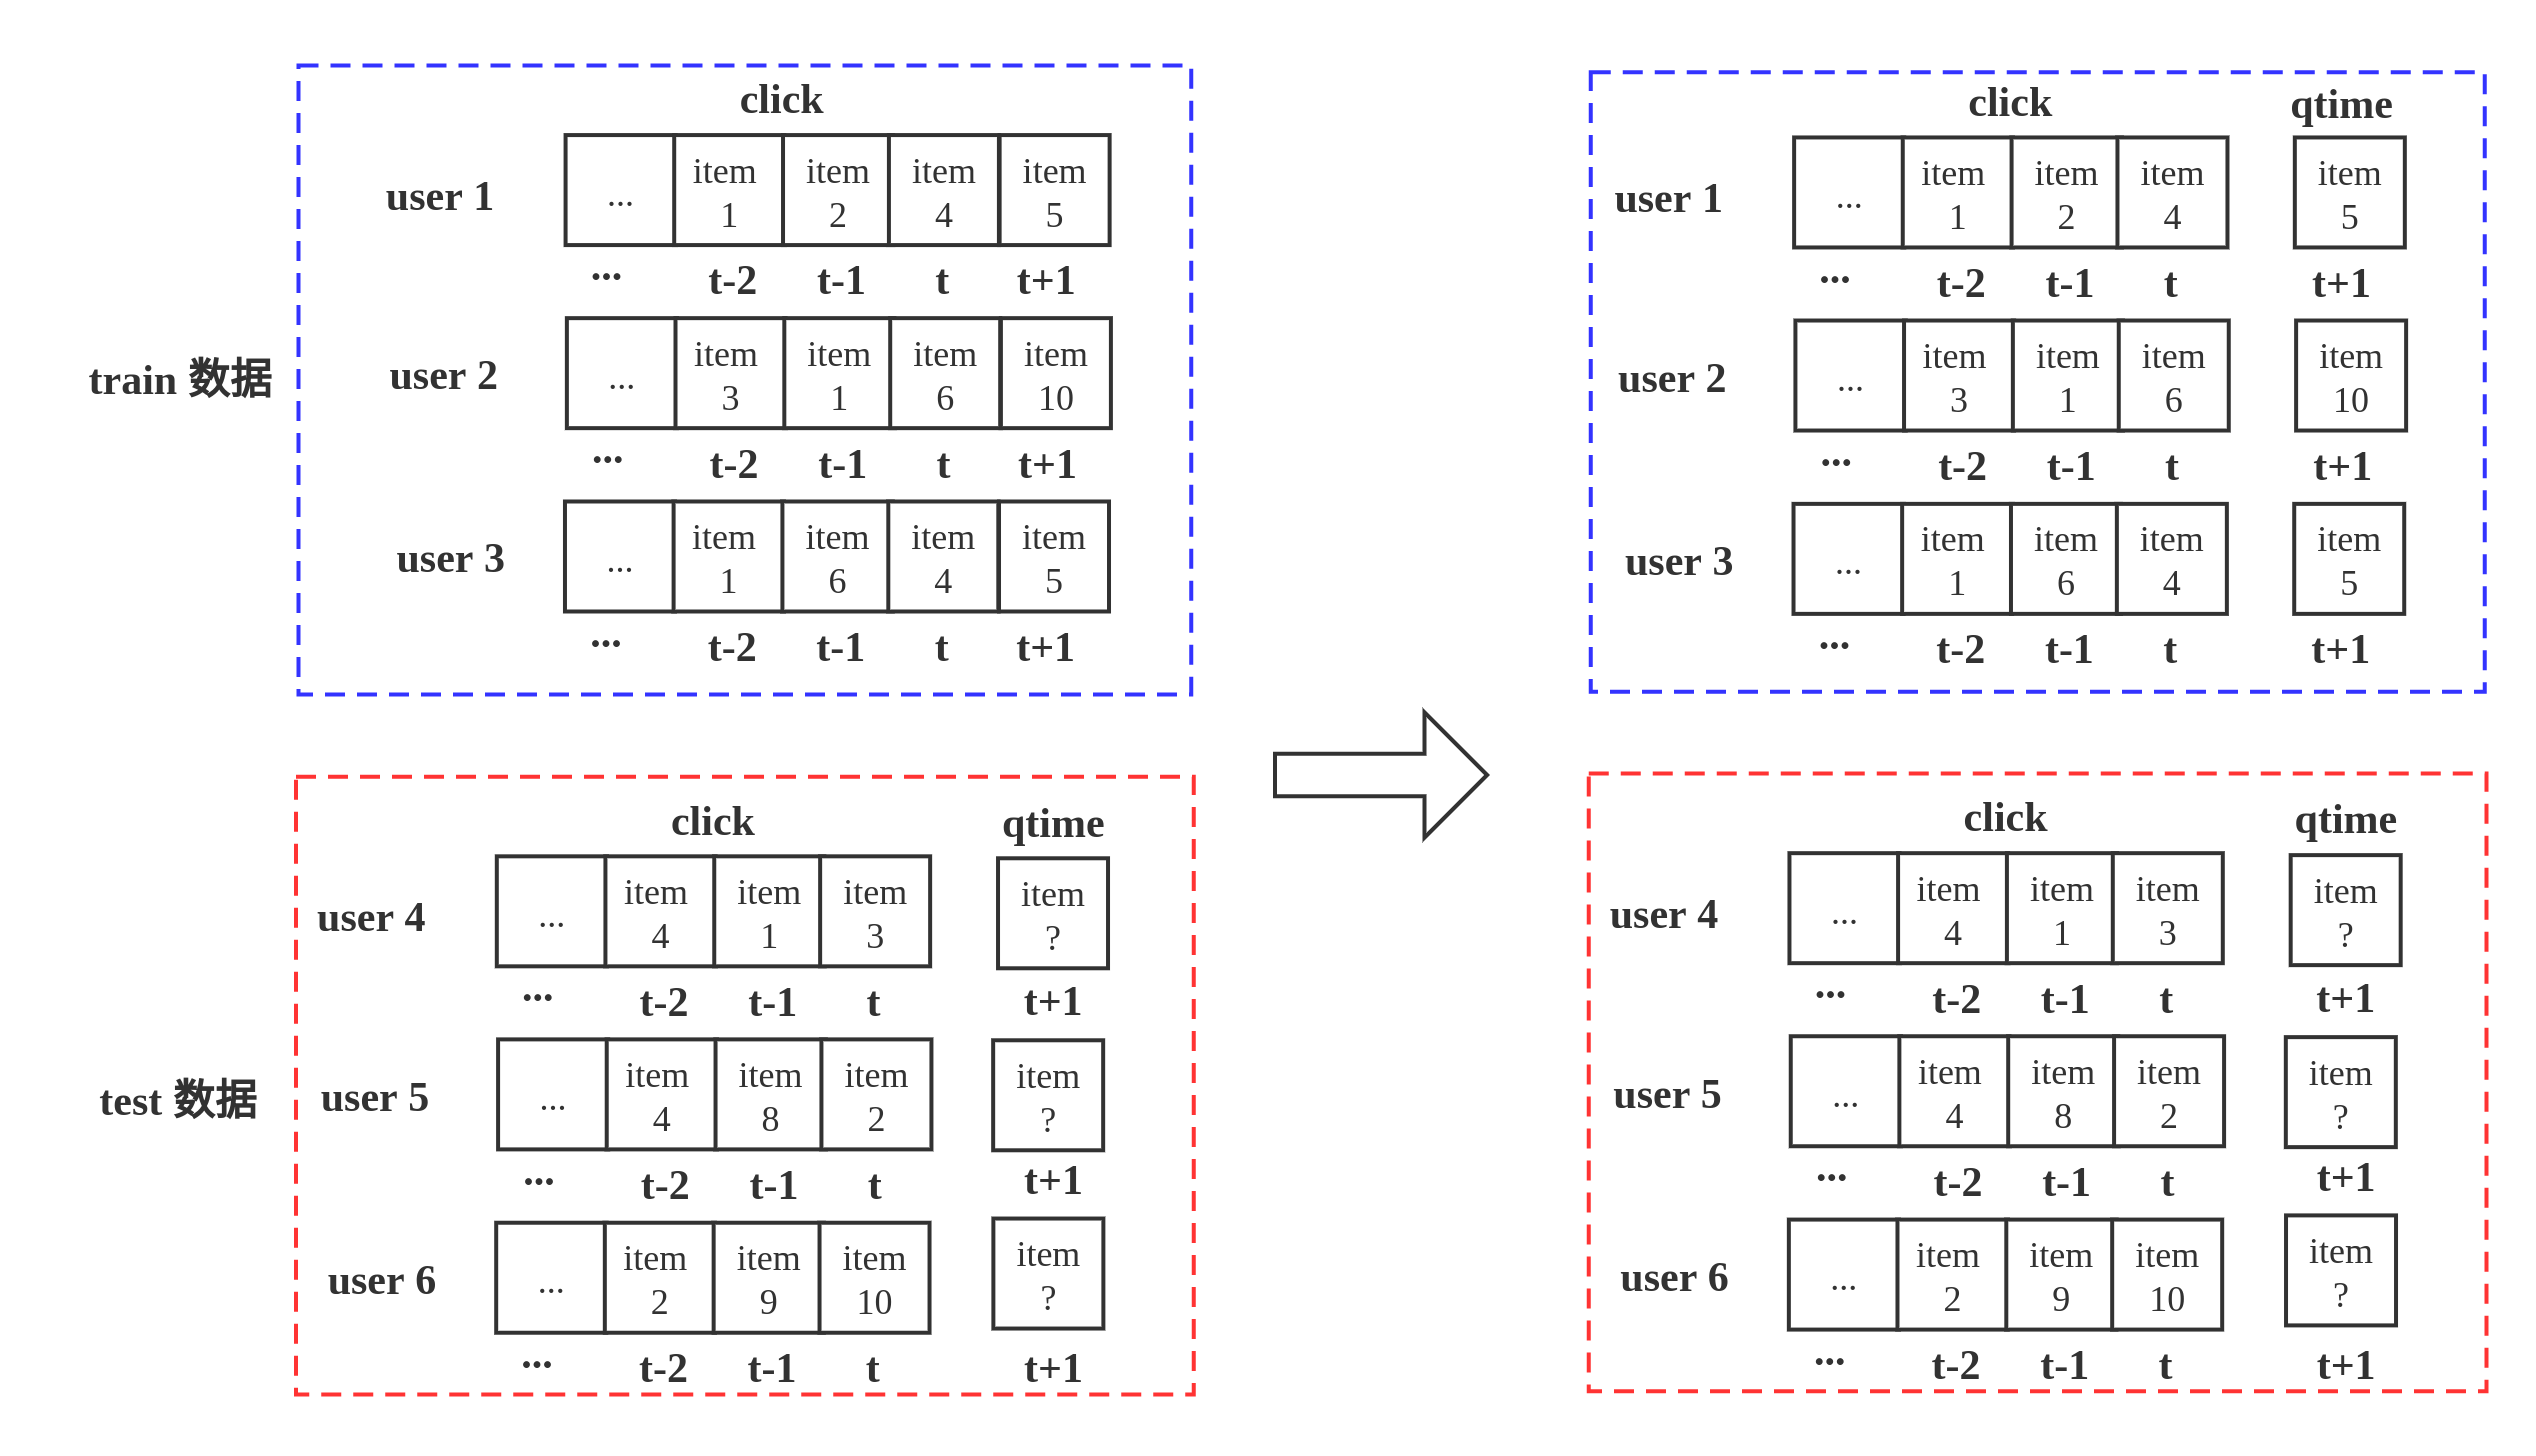 click
user 1
...
item
1
item
2
item
4
item
5
... t-2 t-1 t t+1
train 数据
user 2
...
item
3
item
1
item
6
item
10
... t-2 t-1 t t+1
user 3
...
item
1
item
6
item
4
item
5
... t-2 t-1 t t+1
click qtime
user 4
...
item
4
item
1
item
3
item
?
... t-2 t-1 t t+1
test 数据
user 5
...
item
4
item
8
item
2
item
?
... t-2 t-1 t t+1
user 6
...
item
2
item
9
item
10
item
?
... t-2 t-1 t t+1
click qtime
user 1
...
item
1
item
2
item
4
item
5
... t-2 t-1 t t+1
user 2
...
item
3
item
1
item
6
item
10
... t-2 t-1 t t+1
user 3
...
item
1
item
6
item
4
item
5
... t-2 t-1 t t+1
click qtime
user 4
...
item
4
item
1
item
3
item
?
... t-2 t-1 t t+1
user 5
...
item
4
item
8
item
2
item
?
... t-2 t-1 t t+1
user 6
...
item
2
item
9
item
10
item
?
... t-2 t-1 t t+1